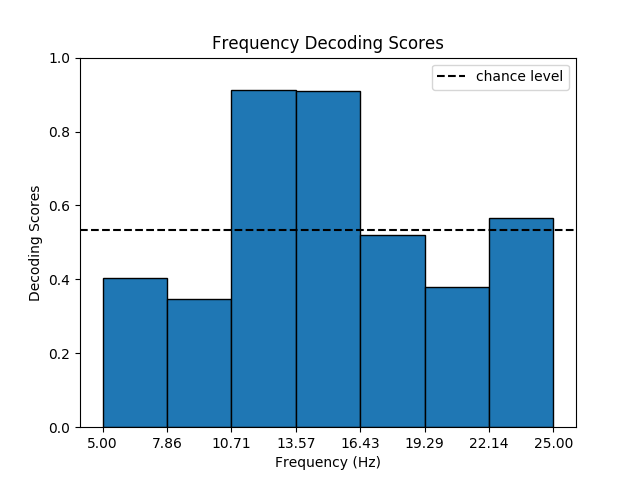 Frequency Decoding Scores
chance level
1.0
0.8
0.6
0.4
0.2
0.0
Decoding Scores
5.00 7.86 10.71 13.57 16.43 19.29 22.14 25.00
Frequency (Hz)